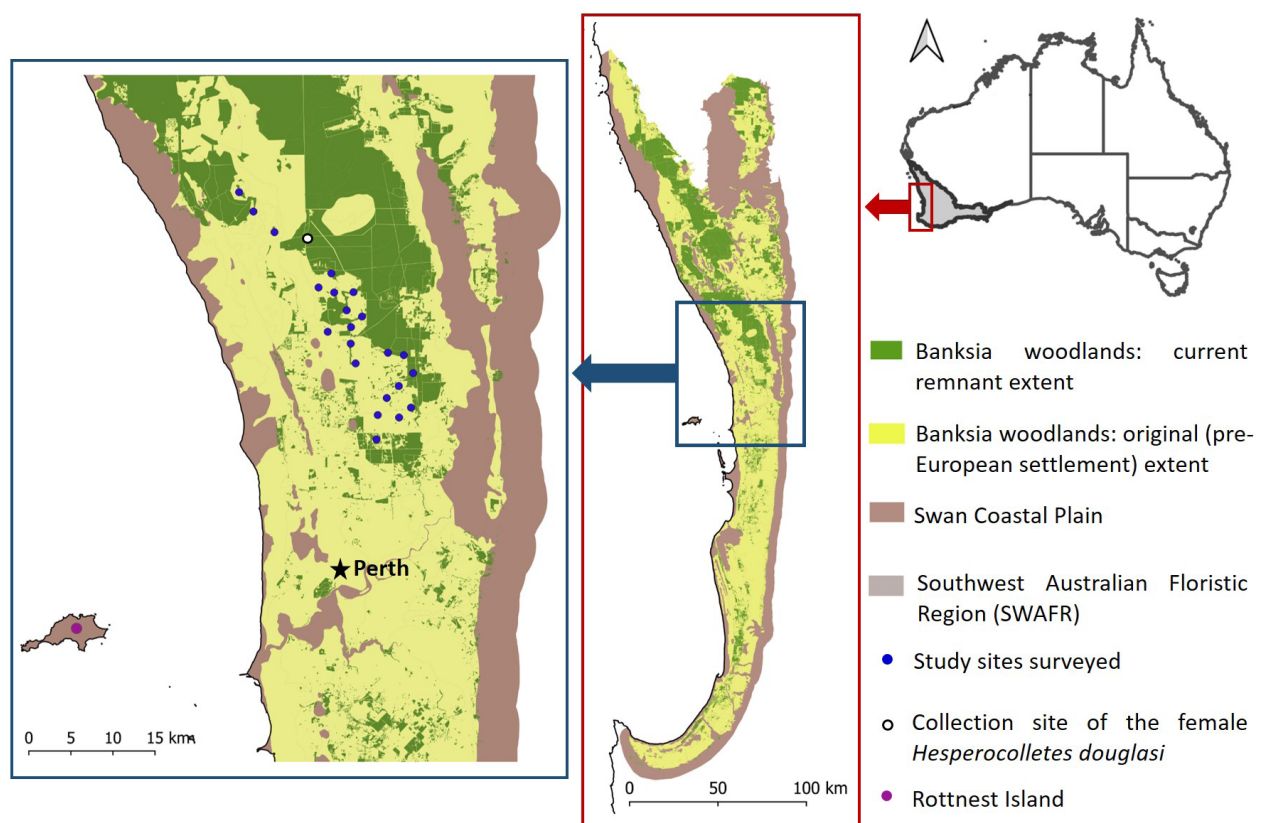 Perth
0 5 10 15 km
0 50 100 km
Banksia woodlands: current
remnant extent
Banksia woodlands: original (pre-
European settlement) extent
Swan Coastal Plain
Southwest Australian Floristic
Region (SWAFR)
Study sites surveyed
Collection site of the female
Hesperocolletes douglasi
Rottnest Island